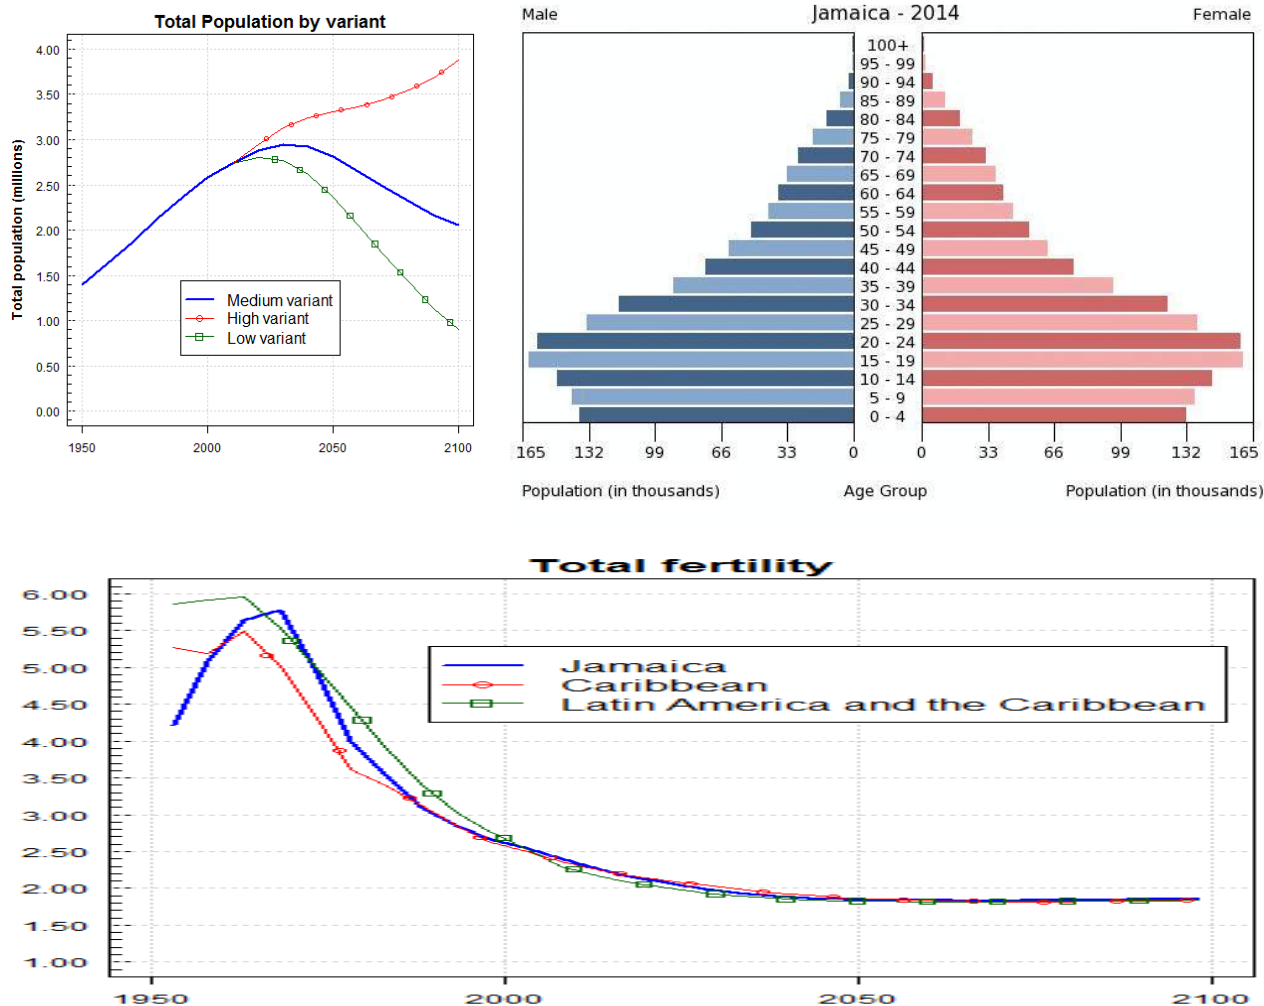 Total Population by variant
Total population (millions)
4.00
3.50
3.00
2.50
2.00
1.50
1.00
0.50
0.00
1950
2000
2050
2100
Medium variant
High variant
Low variant
Male
Jamaica - 2014
Female
100+
95 - 99
90 - 94
85 - 89
80 - 84
75 - 79
70 - 74
65 - 69
60 - 64
55 - 59
50 - 54
45 - 49
40 - 44
35 - 39
30 - 34
25 - 29
20 - 24
15 - 19
10 - 14
5 - 9
0 - 4
165 132 99 66 33 0 0 33 66 99 132 165
Population (in thousands)
Age Group
Population (in thousands)
Total fertility
6.00
5.50
5.00
4.50
4.00
3.50
3.00
2.50
2.00
1.50
1.00
Jamaica
Caribbean
Latin America and the Caribbean
1950
2000
2050
2100